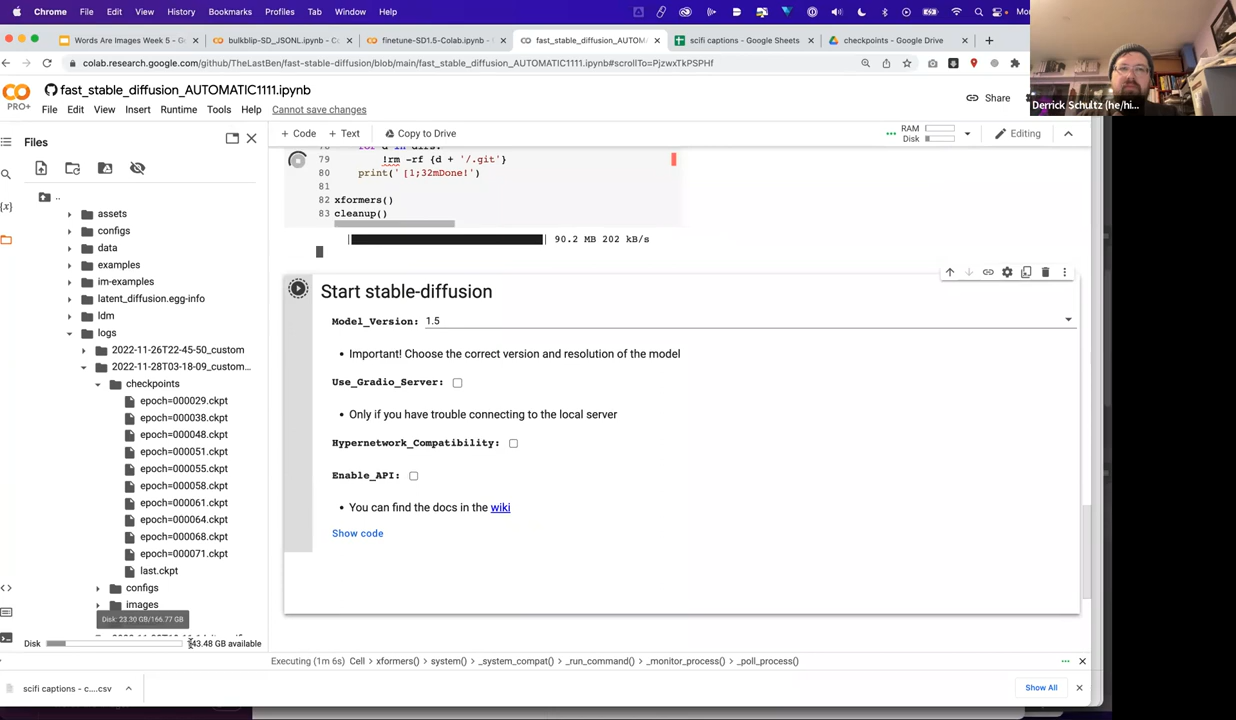 Chrome File Edit View History Bookmarks Profiles Tab Window Help
Words Are Images Week 5 - G
bulkblip-SD_JSONL.ipynb - C
finetune-SD1.5-Colab.ipynb -
fast_stable_diffusion_AUTOM
scifi captions - Google Sheets
checkpoints - Google Drive
colab.research.google.com/github/TheLastBen/fast-stable-diffusion/blob/main/fast_stable_diffusion_AUTOMATIC1111.ipynb#scrollTo=PjzwxTkPSPHf
Derrick Schultz (he/hi...
PRO+
fast_stable_diffusion_AUTOMATIC1111.ipynb
Share
File Edit View Insert Runtime Tools Help Cannot save changes
Files
+ Code + Text Copy to Drive
RAM
Disk
Editing
..
assets
configs
data
examples
im-examples
latent_diffusion.egg-info
ldm
logs
2022-11-26T22-45-50_custom
2022-11-28T03-18-09_custom...
checkpoints
epoch=000029.ckpt
epoch=000038.ckpt
epoch=000048.ckpt
epoch=000051.ckpt
epoch=000055.ckpt
epoch=000058.ckpt
epoch=000061.ckpt
epoch=000064.ckpt
epoch=000068.ckpt
epoch=000071.ckpt
last.ckpt
configs
images
Disk: 23.30 GB/166.77 GB
Disk 43.48 GB available
79 !rm -rf {d + '/.git'}
80 print(' [1;32mDone!')
81
82 xformers()
83 cleanup()
90.2 MB 202 kB/s
Start stable-diffusion
Model_Version: 1.5
• Important! Choose the correct version and resolution of the model
Use_Gradio_Server:
• Only if you have trouble connecting to the local server
Hypernetwork_Compatibility:
Enable_API:
• You can find the docs in the wiki
Show code
Executing (1m 6s) Cell > xformers() > system() > _system_compat() > _run_command() > _monitor_process() > _poll_process()
scifi captions - c....csv
Show All